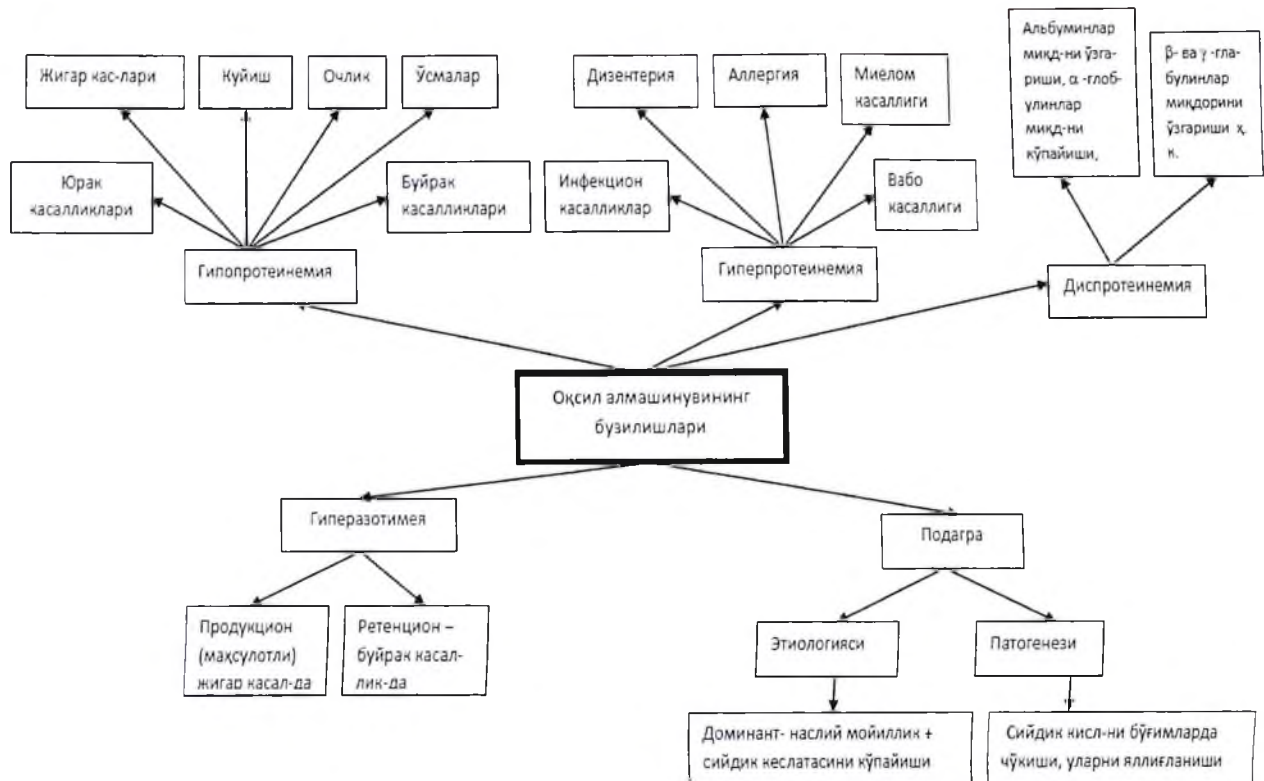 Жигар кас-лари
Куйиш
Очлик
Ўсмалар
Юрак
касалликлари
Буйрак
касалликлари
Гипопротеинемия
Дизентерия
Аллергия
Миелом
касаллиги
Инфекцион
касалликлар
Вабо
касаллиги
Гиперпротеинемия
Альбуминлар
миқд-ни ўзга-
риши, α -глоб-
улинлар
миқд-ни
кўпайиши,
β- ва γ -гла-
булинлар
миқдорини
ўзгариши ҳ.
к.
Диспротеинемия
Оқсил алмашинувининг
бузилишлари
Гиперазотимея
Продукцион
(маҳсулотли)
жигар касал-да
Ретенцион –
буйрак касал-
лик-да
Подагра
Этиологияси
Патогенези
Доминант- наслий мойиллик +
сийдик кеслатасини кўпайиши
Сийдик кисл-ни бўғимларда
чўкиши, уларни яллиғланиши